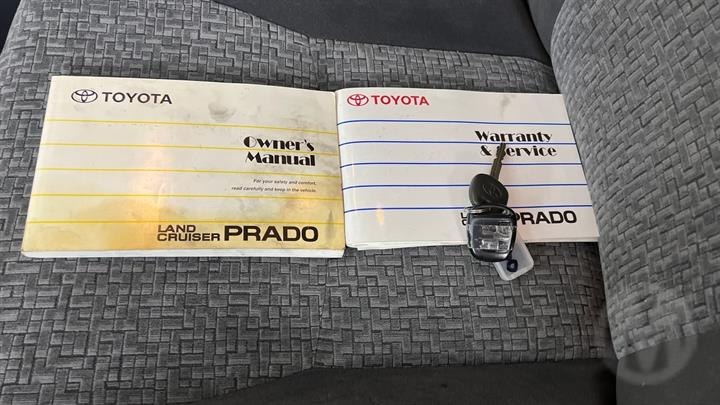 TOYOTA
Owner's
Manual
For your safety and comfort,
read carefully and keep in the vehicle.
LAND
CRUISER PRADO
TOYOTA
Warranty
& Service
PRADO